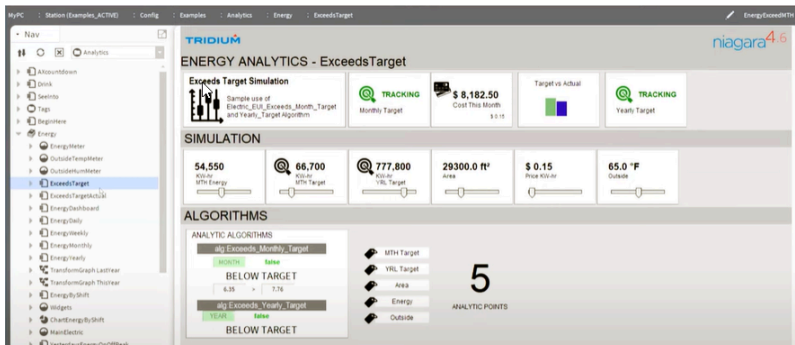 MyPC : Station (Examples_ACTIVE) : Config : Examples : Analytics : Energy : ExceedsTarget
EnergyExceedMTH
Nav
Analytics
AXcountdown
Drink
SeeInto
Tags
BeginHere
Energy
EnergyMeter
OutsideTempMeter
OutsideHumMeter
ExceedsTarget
ExceedsTargetActual
EnergyDashboard
EnergyDaily
EnergyWeekly
EnergyMonthly
EnergyYearly
TransformGraph LastYear
TransformGraph ThisYear
EnergyByShift
Widgets
ChartEnergyByShift
MainElectric
TRIDIUM
niagara4.6
ENERGY ANALYTICS - ExceedsTarget
Exceeds Target Simulation
Sample use of
Electric_EUI_Exceeds_Month_Target
and Yearly_Target Algorithm
TRACKING
Monthly Target
$ 8,182.50
Cost This Month
$ 0.15
Target vs Actual
TRACKING
Yearly Target
SIMULATION
54,550
KW-hr
MTH Energy
66,700
KW-hr
MTH Target
777,800
KW-hr
YRL Target
29300.0 ft²
Area
$ 0.15
Price KW-hr
65.0 °F
Outside
ALGORITHMS
ANALYTIC ALGORITHMS
alg:Exceeds_Monthly_Target
MONTH false
BELOW TARGET
6.35 > 7.76
alg:Exceeds_Yearly_Target
YEAR false
BELOW TARGET
MTH Target
YRL Target
Area
Energy
Outside
5
ANALYTIC POINTS